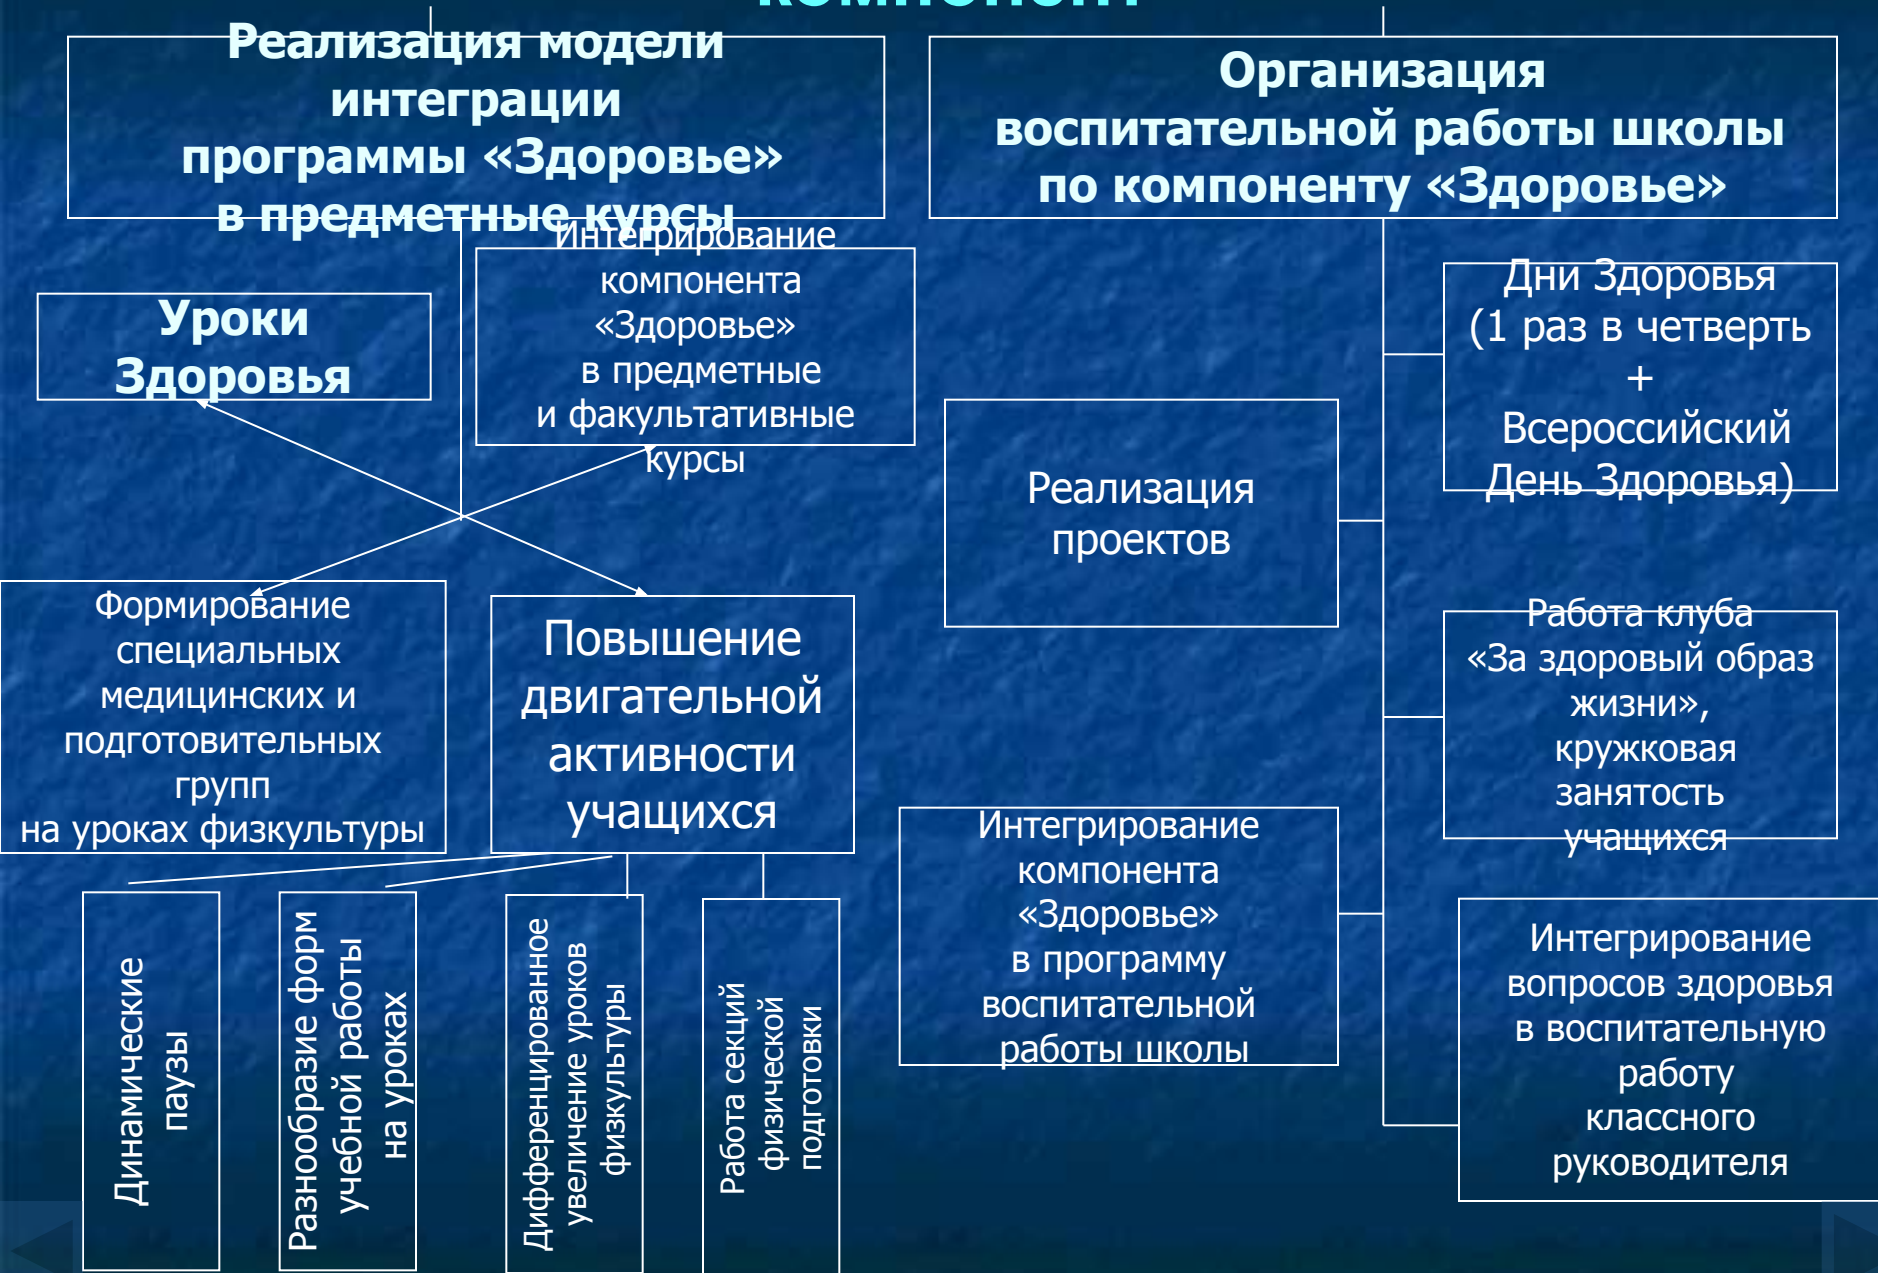 Реализация модели
интеграции
программы «Здоровье»
в предметные курсы
Организация
воспитательной работы школы
по компоненту «Здоровье»
Уроки
Здоровья
Интегрирование
компонента
«Здоровье»
в предметные
и факультативные
курсы
Дни Здоровья
(1 раз в четверть
+
Всероссийский
День Здоровья)
Реализация
проектов
Формирование
специальных
медицинских и
подготовительных
групп
на уроках физкультуры
Повышение
двигательной
активности
учащихся
Работа клуба
«За здоровый образ
жизни»,
кружковая
занятость
учащихся
Интегрирование
компонента
«Здоровье»
в программу
воспитательной
работы школы
Интегрирование
вопросов здоровья
в воспитательную
работу
классного
руководителя
Динамические
паузы
Разнообразие форм
учебной работы
на уроках
Дифференцированное
увеличение уроков
физкультуры
Работа секций
физической
подготовки